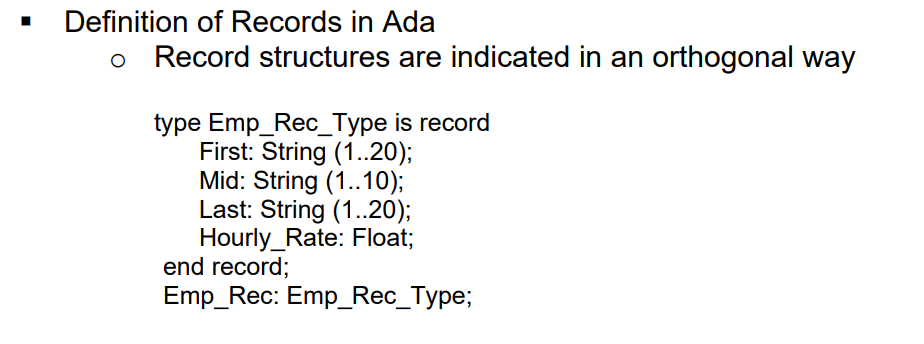 ▪ Definition of Records in Ada
o Record structures are indicated in an orthogonal way
type Emp_Rec_Type is record
First: String (1..20);
Mid: String (1..10);
Last: String (1..20);
Hourly_Rate: Float;
end record;
Emp_Rec: Emp_Rec_Type;